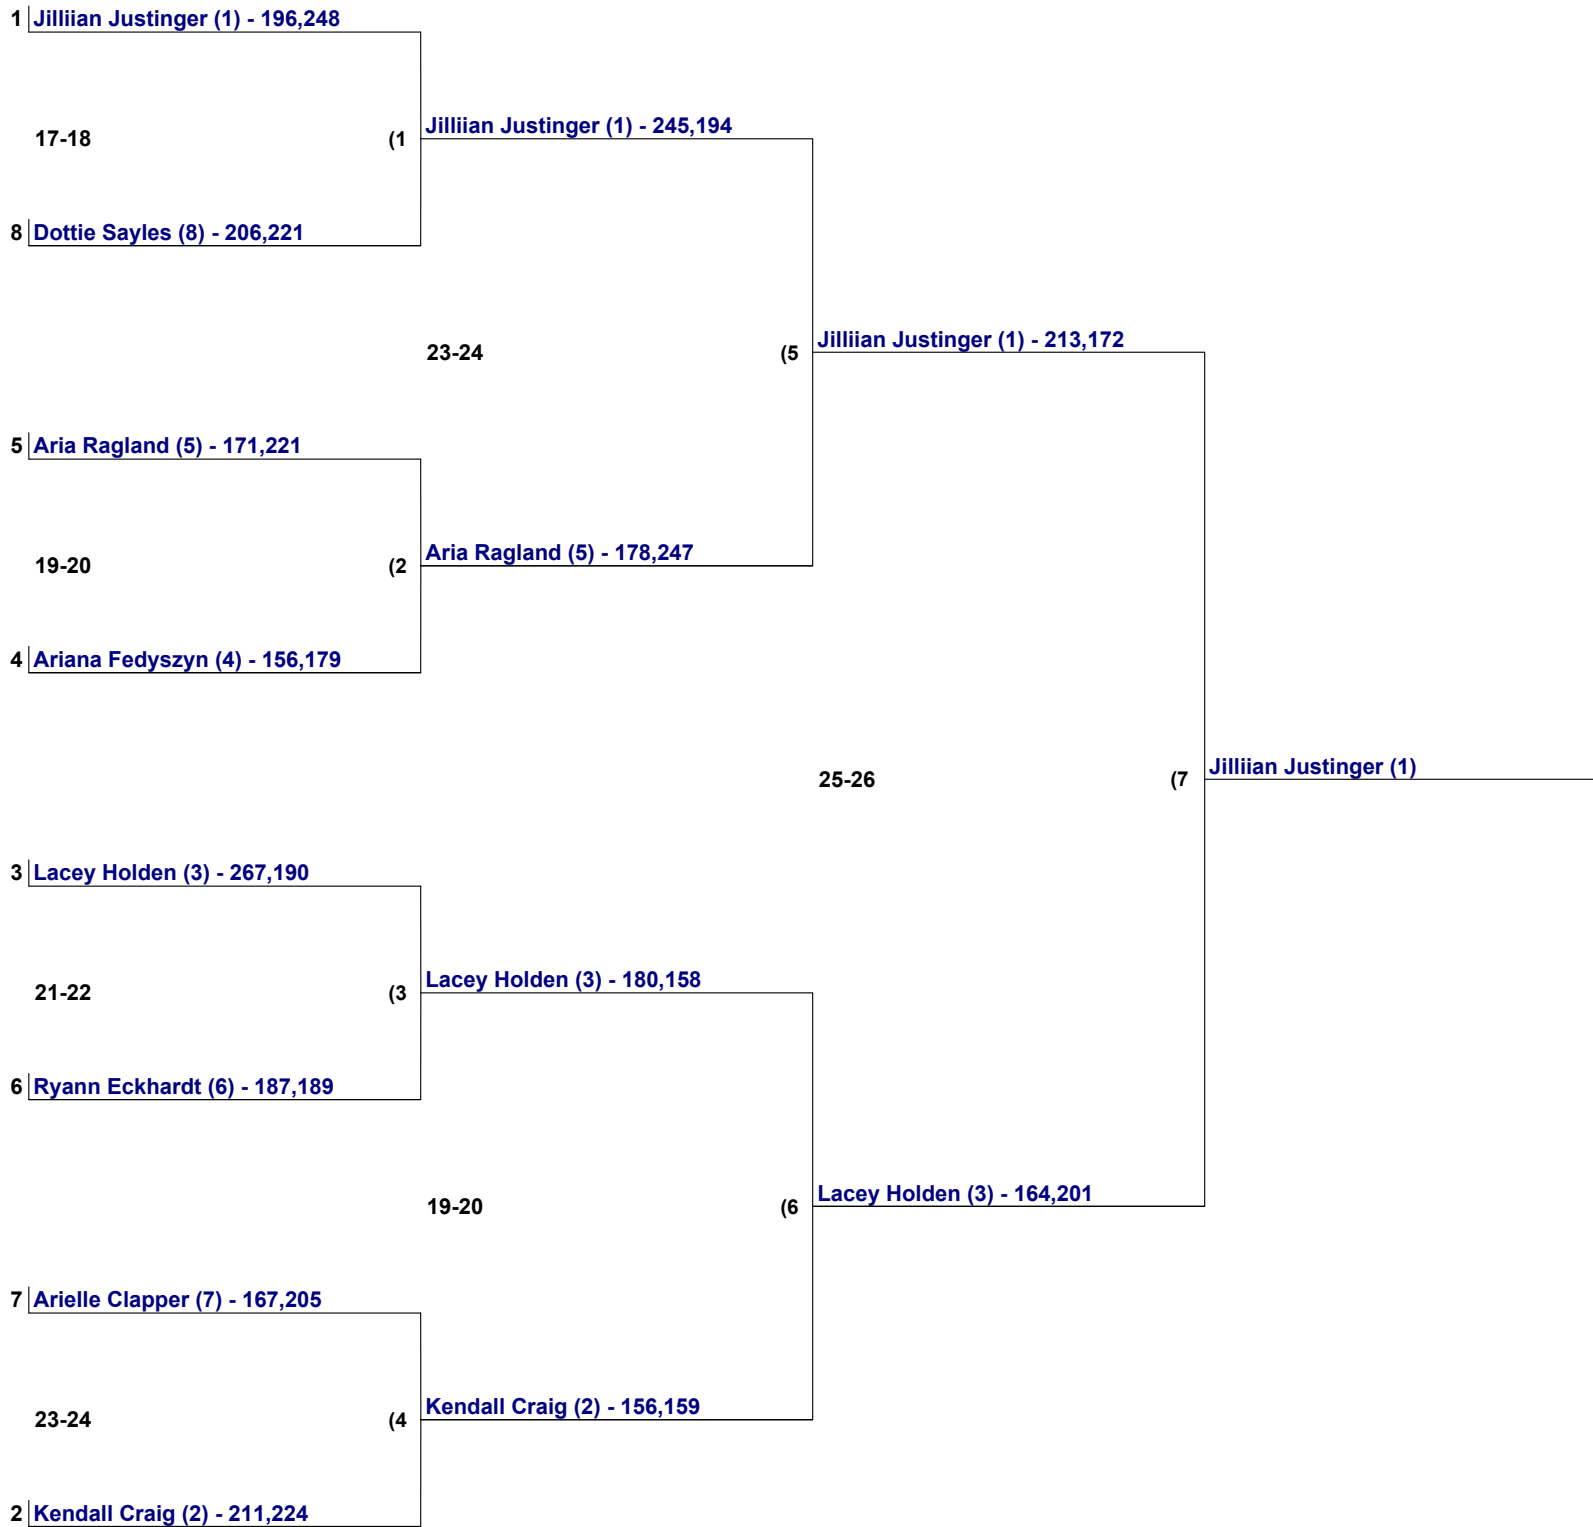 1 Jilliian Justinger (1) - 196,248
Jilliian Justinger (1) - 245,194
17-18 (1
8 Dottie Sayles (8) - 206,221
Jilliian Justinger (1) - 213,172
23-24 (5
5 Aria Ragland (5) - 171,221
Aria Ragland (5) - 178,247
19-20 (2
4 Ariana Fedyszyn (4) - 156,179
Jilliian Justinger (1)
25-26 (7
3 Lacey Holden (3) - 267,190
Lacey Holden (3) - 180,158
21-22 (3
6 Ryann Eckhardt (6) - 187,189
Lacey Holden (3) - 164,201
19-20 (6
7 Arielle Clapper (7) - 167,205
Kendall Craig (2) - 156,159
23-24 (4
2 Kendall Craig (2) - 211,224